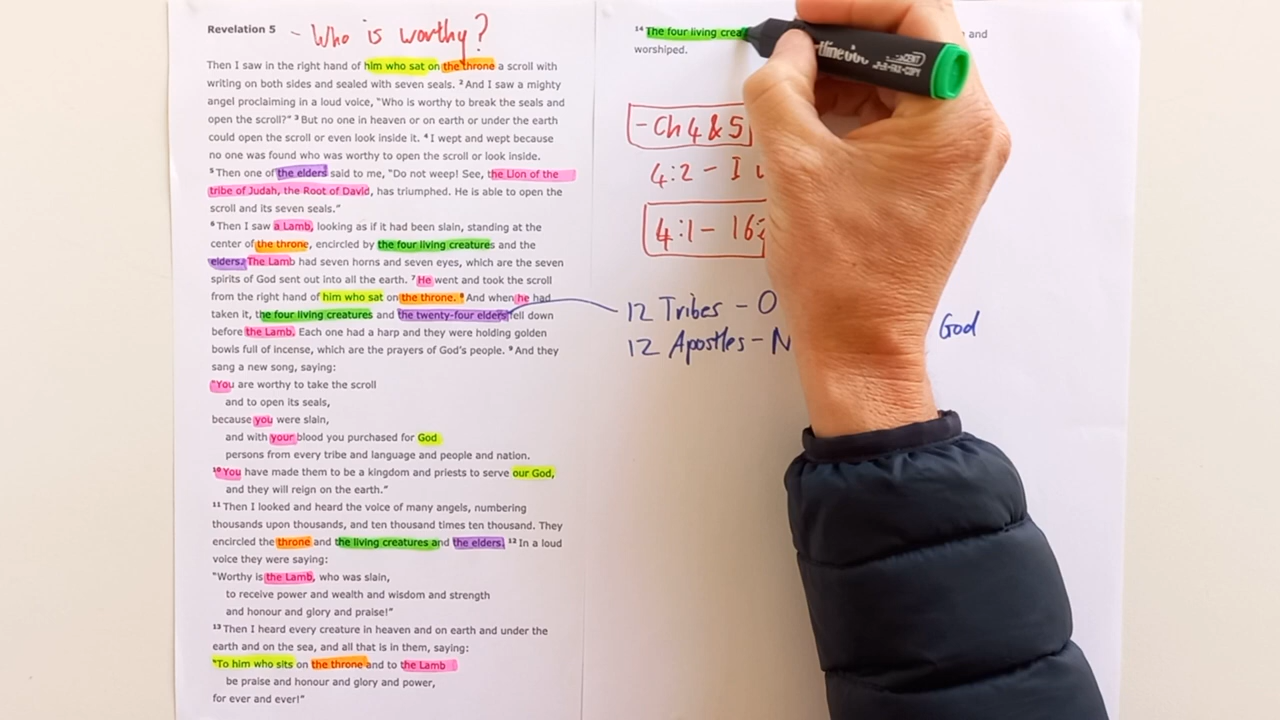 Revelation 5 - Who is worthy?
Then I saw in the right hand of him who sat on the throne a scroll with
writing on both sides and sealed with seven seals. 2 And I saw a mighty
angel proclaiming in a loud voice, “Who is worthy to break the seals and
open the scroll?” 3 But no one in heaven or on earth or under the earth
could open the scroll or even look inside it. 4 I wept and wept because
no one was found who was worthy to open the scroll or look inside.
5 Then one of the elders said to me, “Do not weep! See, the Lion of the
tribe of Judah, the Root of David, has triumphed. He is able to open the
scroll and its seven seals.”
6 Then I saw a Lamb, looking as if it had been slain, standing at the
center of the throne, encircled by the four living creatures and the
elders. The Lamb had seven horns and seven eyes, which are the seven
spirits of God sent out into all the earth. 7 He went and took the scroll
from the right hand of him who sat on the throne. 8 And when he had
taken it, the four living creatures and the twenty-four elders fell down
before the Lamb. Each one had a harp and they were holding golden
bowls full of incense, which are the prayers of God’s people. 9 And they
sang a new song, saying:
“You are worthy to take the scroll
and to open its seals,
because you were slain,
and with your blood you purchased for God
persons from every tribe and language and people and nation.
10 You have made them to be a kingdom and priests to serve our God,
and they will reign on the earth.”
11 Then I looked and heard the voice of many angels, numbering
thousands upon thousands, and ten thousand times ten thousand. They
encircled the throne and the living creatures and the elders. 12 In a loud
voice they were saying:
“Worthy is the Lamb, who was slain,
to receive power and wealth and wisdom and strength
and honour and glory and praise!”
13 Then I heard every creature in heaven and on earth and under the
earth and on the sea, and all that is in them, saying:
“To him who sits on the throne and to the Lamb
be praise and honour and glory and power,
for ever and ever!”
14 The four living crea and
worshiped.
- Ch 4 & 5
4:2 - I
4:1 - 16:
12 Tribes - O
12 Apostles - N
God